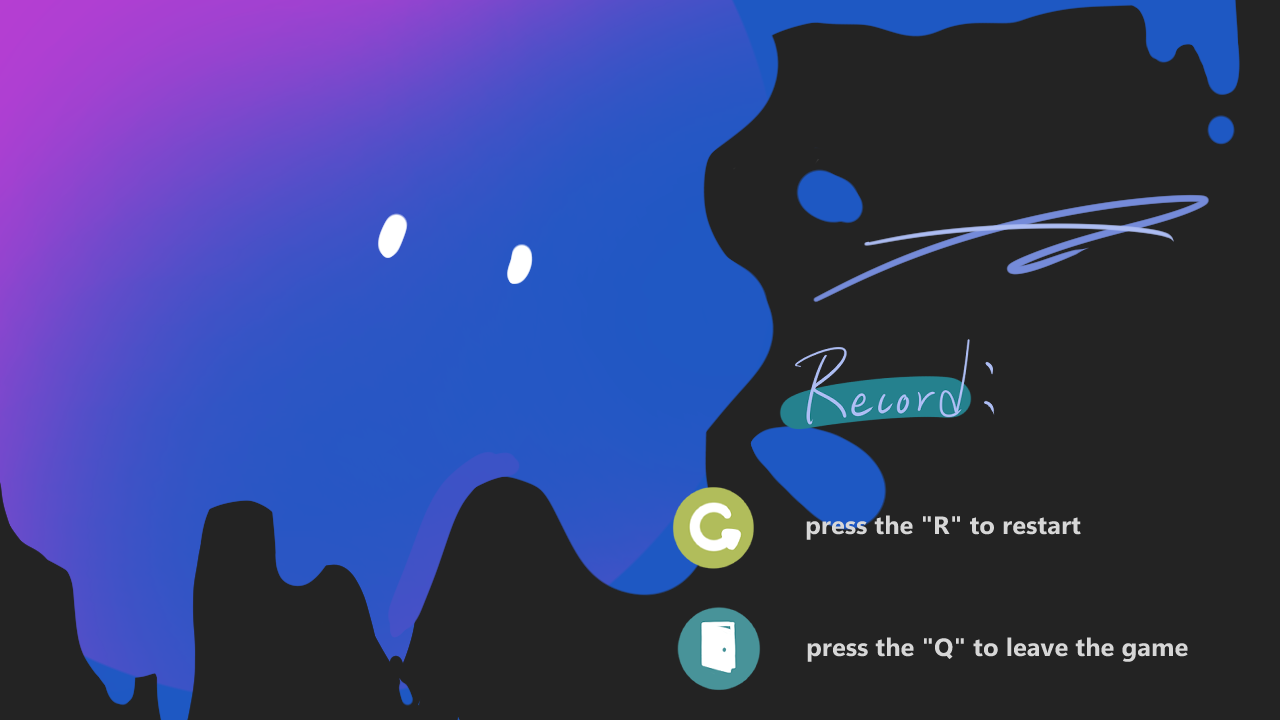 Record:
press the "R" to restart
press the "Q" to leave the game